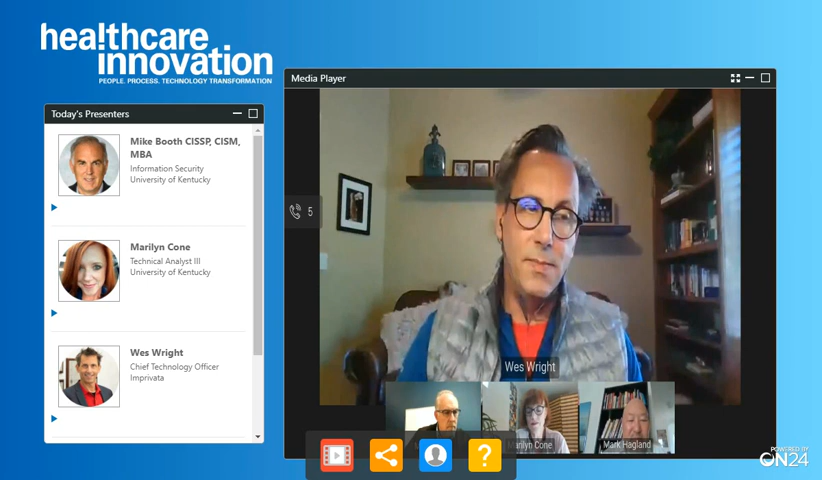 healthcare
innovation
PEOPLE. PROCESS. TECHNOLOGY TRANSFORMATION
Today's Presenters
Mike Booth CISSP, CISM,
MBA
Information Security
University of Kentucky
Marilyn Cone
Technical Analyst III
University of Kentucky
Wes Wright
Chief Technology Officer
Imprivata
Media Player
5
Wes Wright
Marilyn Cone
Mark Hagland
?
POWERED BY
ON24